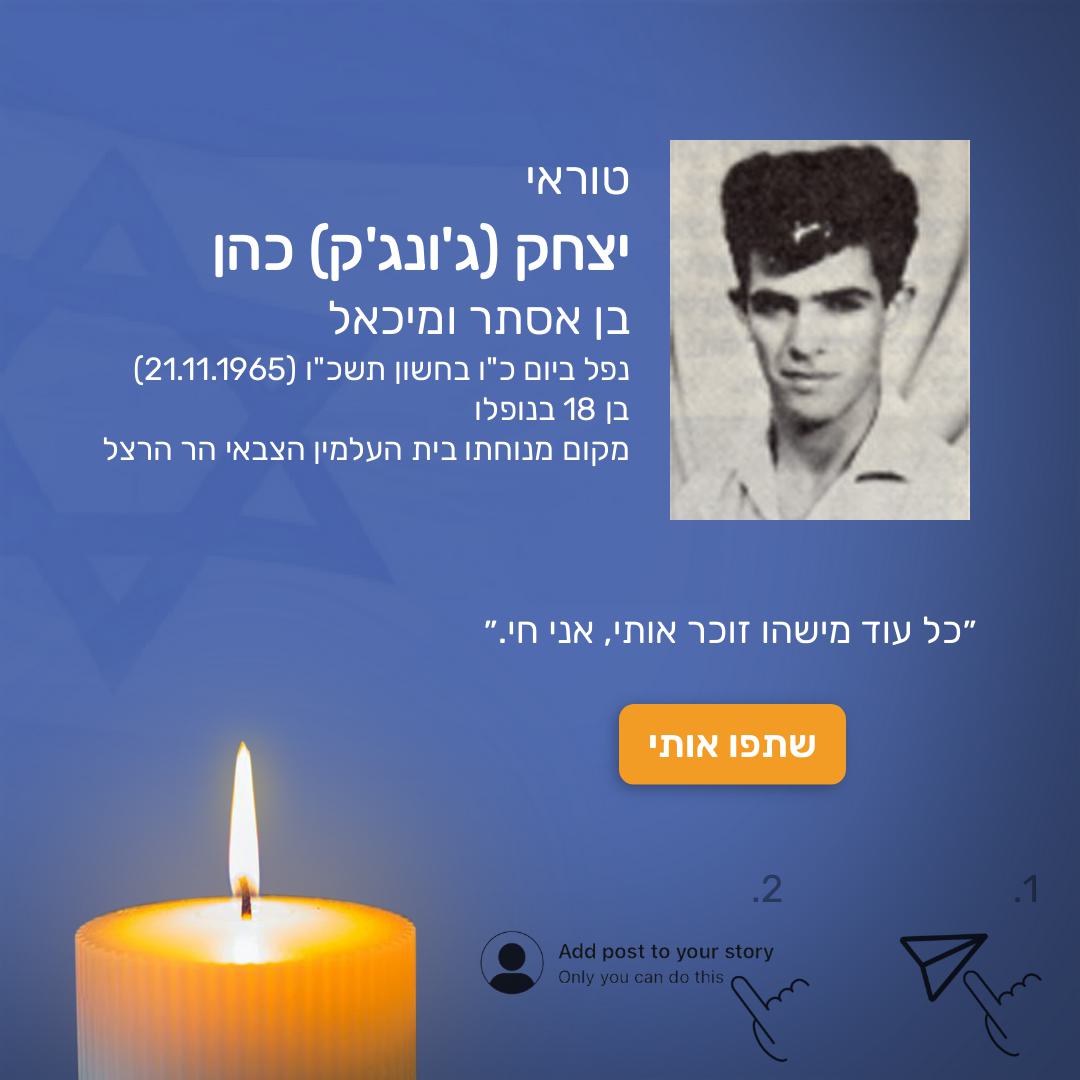 טוראי
יצחק (ג'ונג'ק) כהן
בן אסתר ומיכאל
נפל ביום כ"ו בחשון תשכ"ו (21.11.1965)
בן 18 בנופלו
מקום מנוחתו בית העלמין הצבאי הר הרצל
״כל עוד מישהו זוכר אותי, אני חי.״
שתפו אותי
.1
.2
Add post to your story
Only you can do this